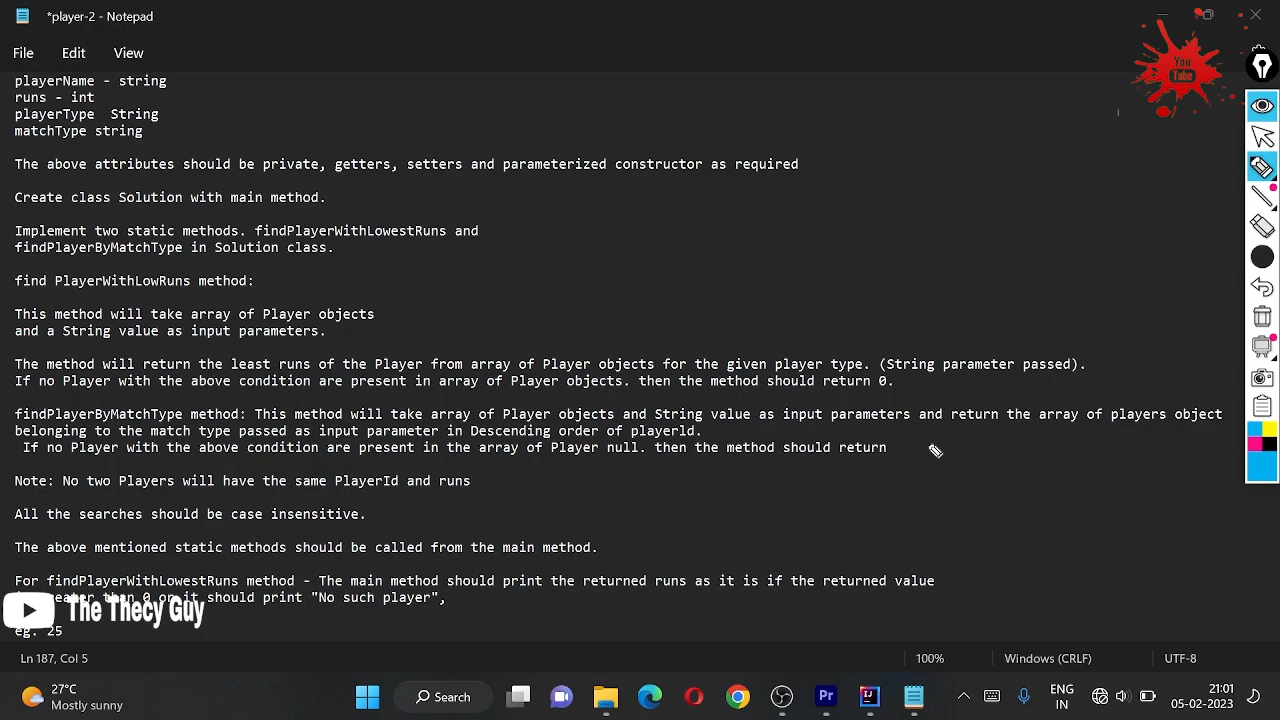 *player-2 - Notepad
File Edit View
playerName - string
runs - int
playerType  String
matchType string
The above attributes should be private, getters, setters and parameterized constructor as required
Create class Solution with main method.
Implement two static methods. findPlayerWithLowestRuns and
findPlayerByMatchType in Solution class.
find PlayerWithLowRuns method:
This method will take array of Player objects
and a String value as input parameters.
The method will return the least runs of the Player from array of Player objects for the given player type. (String parameter passed).
If no Player with the above condition are present in array of Player objects. then the method should return 0.
findPlayerByMatchType method: This method will take array of Player objects and String value as input parameters and return the array of players object
belonging to the match type passed as input parameter in Descending order of playerId.
If no Player with the above condition are present in the array of Player null. then the method should return
Note: No two Players will have the same PlayerId and runs
All the searches should be case insensitive.
The above mentioned static methods should be called from the main method.
For findPlayerWithLowestRuns method - The main method should print the returned runs as it is if the returned value
than 0 it should print "No such player",
eg. 25
You
Tube
The Thecy Guy
Ln 187, Col 5
100%
Windows (CRLF)
UTF-8
27°C
Mostly sunny
Search
Pr
ENG
IN
21:01
05-02-2023